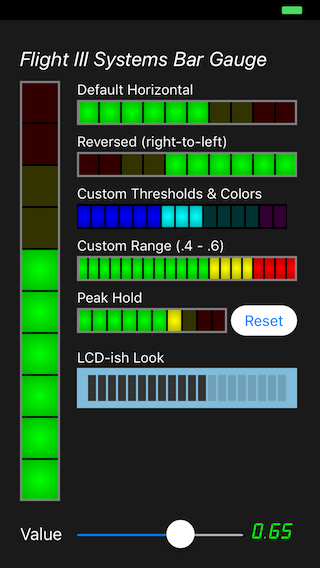 Flight III Systems Bar Gauge
Default Horizontal
Reversed (right-to-left)
Custom Thresholds & Colors
Custom Range (.4 - .6)
Peak Hold
Reset
LCD-ish Look
Value 0.65